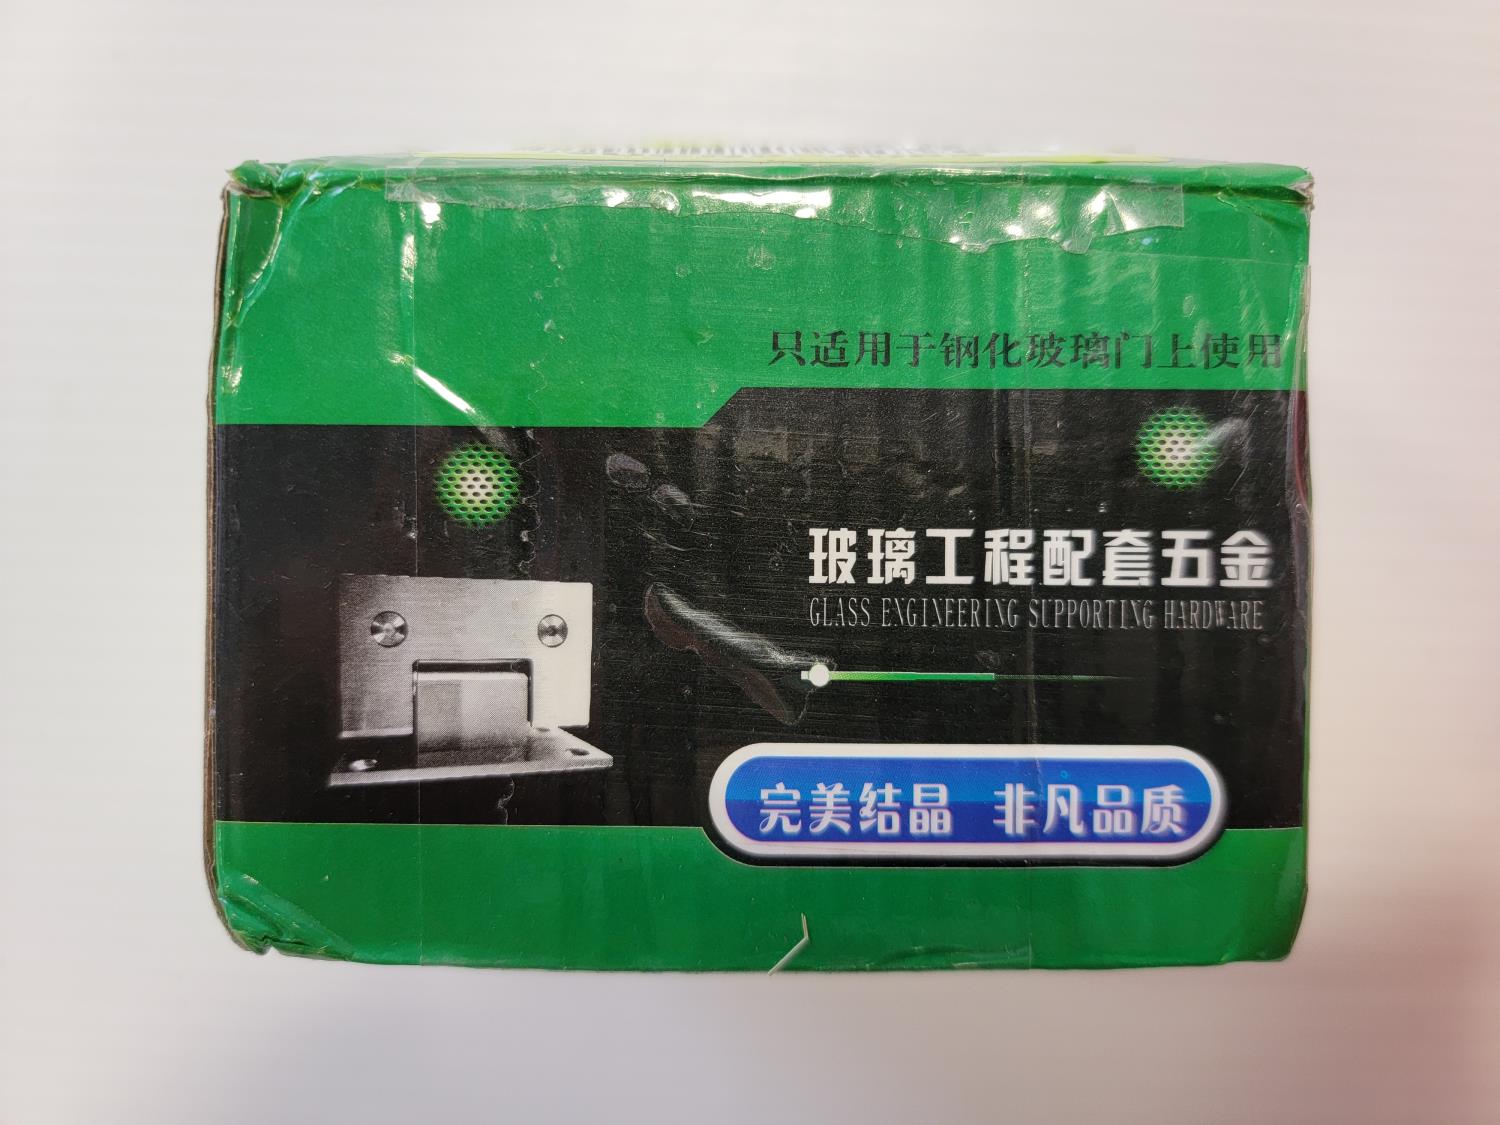 只适用于钢化玻璃门上使用
玻璃工程配套五金
GLASS ENGINEERING SUPPORTING HARDWARE
完美结晶 非凡品质